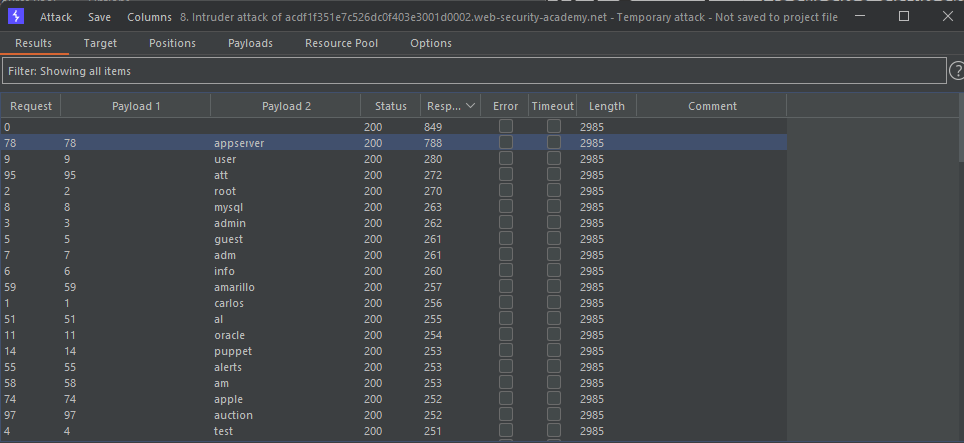 Attack Save Columns 8. Intruder attack of acdf1f351e7c526dc0f403e3001d0002.web-security-academy.net - Temporary attack - Not saved to project file
Results Target Positions Payloads Resource Pool Options
Filter: Showing all items ?
Request Payload 1 Payload 2 Status Resp... Error Timeout Length Comment
0 200 849 2985
78 78 appserver 200 788 2985
9 9 user 200 280 2985
95 95 att 200 272 2985
2 2 root 200 270 2985
8 8 mysql 200 263 2985
3 3 admin 200 262 2985
5 5 guest 200 261 2985
7 7 adm 200 261 2985
6 6 info 200 260 2985
59 59 amarillo 200 257 2985
1 1 carlos 200 256 2985
51 51 al 200 255 2985
11 11 oracle 200 254 2985
14 14 puppet 200 253 2985
55 55 alerts 200 253 2985
58 58 am 200 253 2985
74 74 apple 200 252 2985
97 97 auction 200 252 2985
4 4 test 200 251 2985